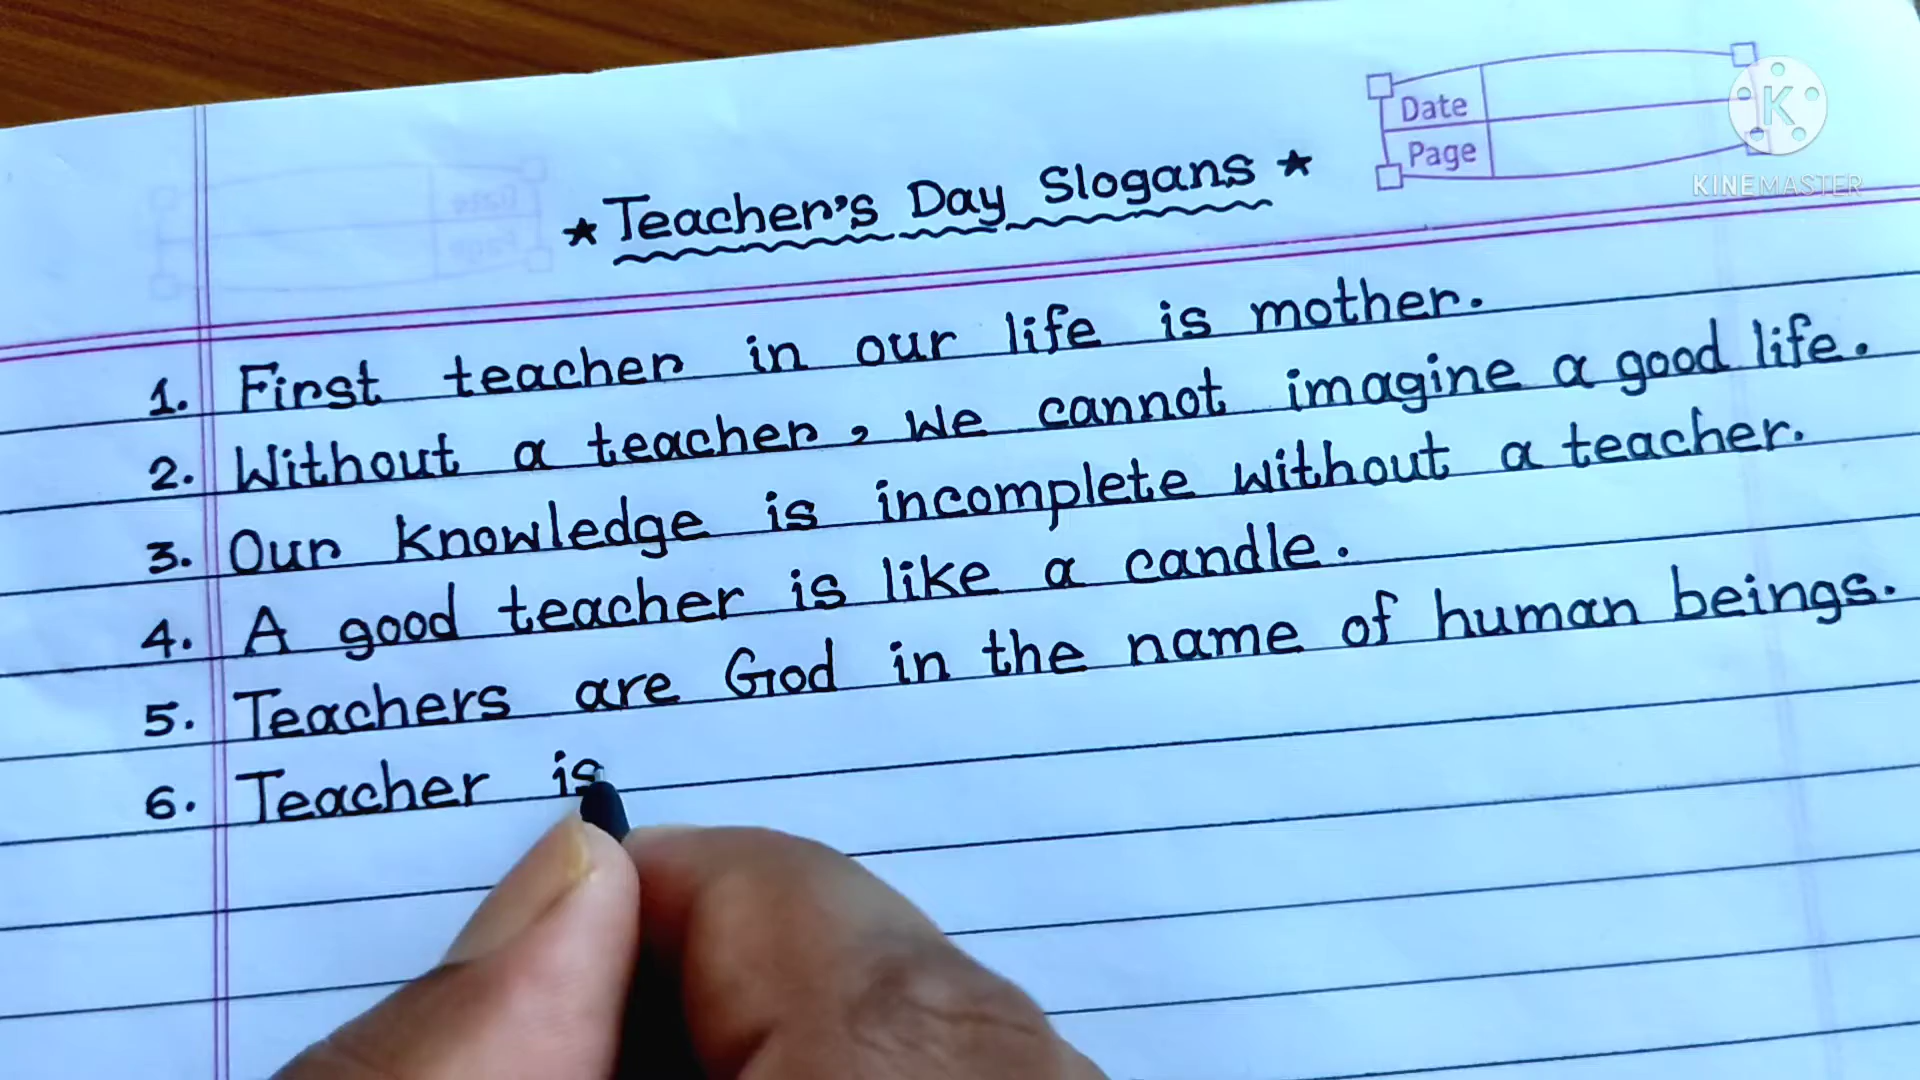 Date
Page
KINEMASTER
★ Teacher's Day Slogans ★
1. First teacher in our life is mother.
2. Without a teacher, We cannot imagine a good life.
3. Our knowledge is incomplete without a teacher.
4. A good teacher is like a candle.
5. Teachers are God in the name of human beings.
6. Teacher is